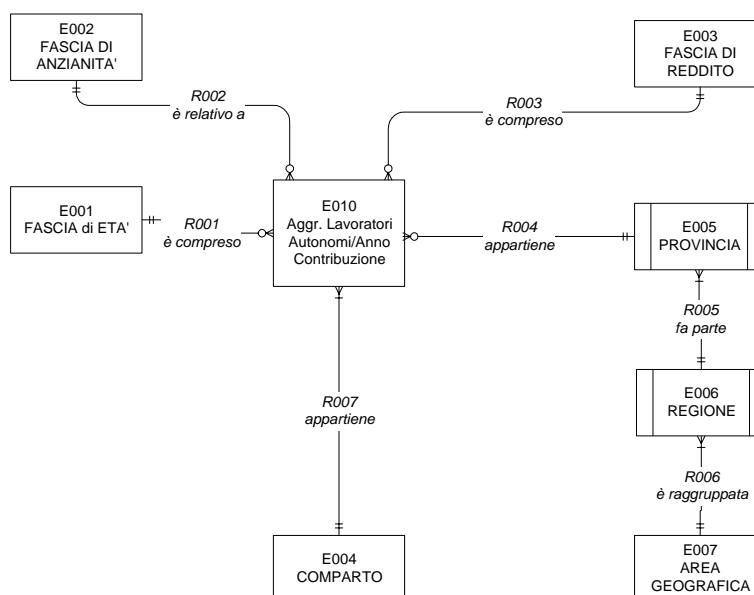 E002
FASCIA DI
ANZIANITA'
E003
FASCIA DI
REDDITO
R002
è relativo a
R003
è compreso
E001
FASCIA di ETA'
R001
è compreso
E010
Aggr. Lavoratori
Autonomi/Anno
Contribuzione
R004
appartiene
E005
PROVINCIA
R005
fa parte
E006
REGIONE
R007
appartiene
R006
è raggruppata
E004
COMPARTO
E007
AREA
GEOGRAFICA